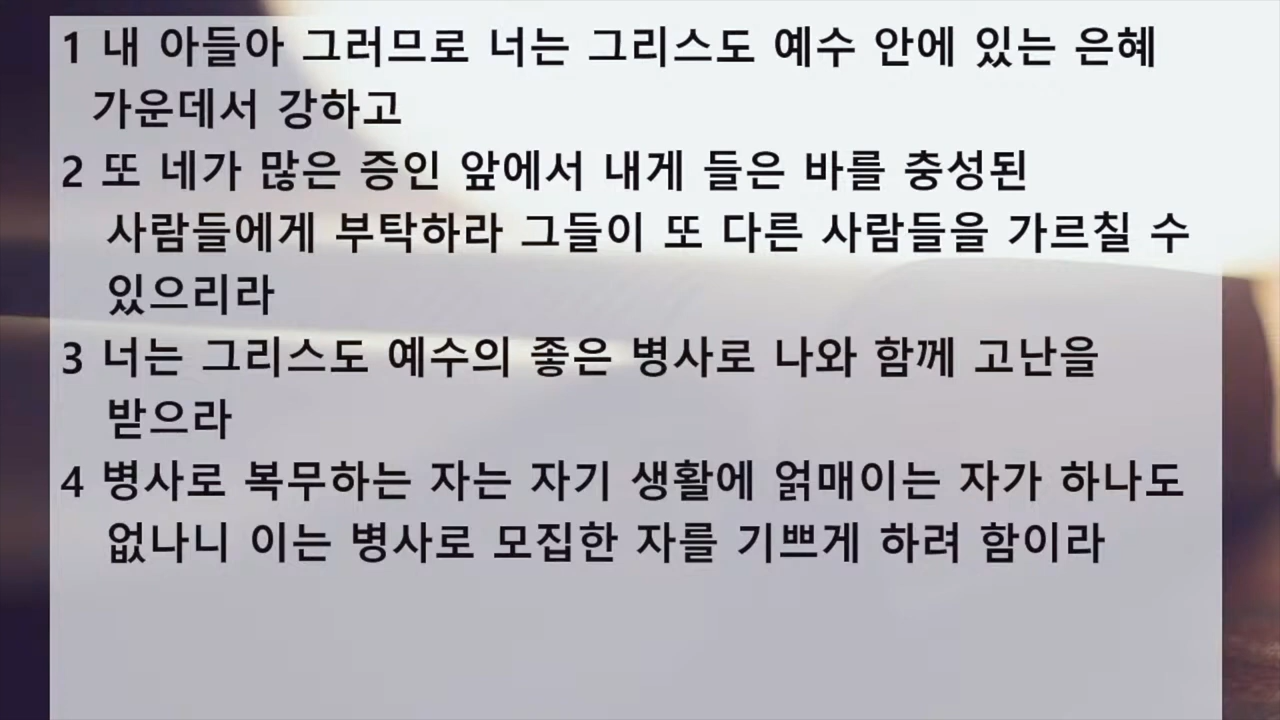 1 내 아들아 그러므로 너는 그리스도 예수 안에 있는 은혜
가운데서 강하고
2 또 네가 많은 증인 앞에서 내게 들은 바를 충성된
사람들에게 부탁하라 그들이 또 다른 사람들을 가르칠 수
있으리라
3 너는 그리스도 예수의 좋은 병사로 나와 함께 고난을
받으라
4 병사로 복무하는 자는 자기 생활에 얽매이는 자가 하나도
없나니 이는 병사로 모집한 자를 기쁘게 하려 함이라